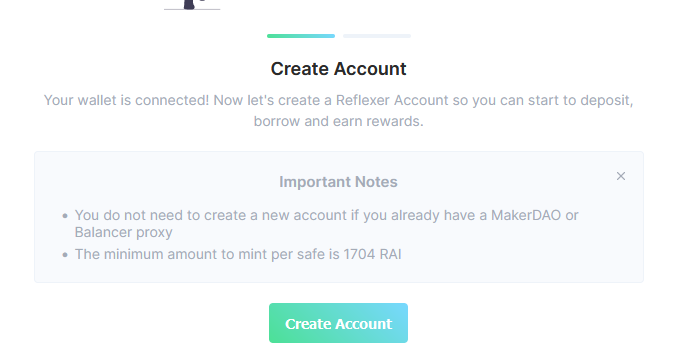 Create Account
Your wallet is connected! Now let's create a Reflexer Account so you can start to deposit,
borrow and earn rewards.
Important Notes
• You do not need to create a new account if you already have a MakerDAO or
Balancer proxy
• The minimum amount to mint per safe is 1704 RAI
Create Account